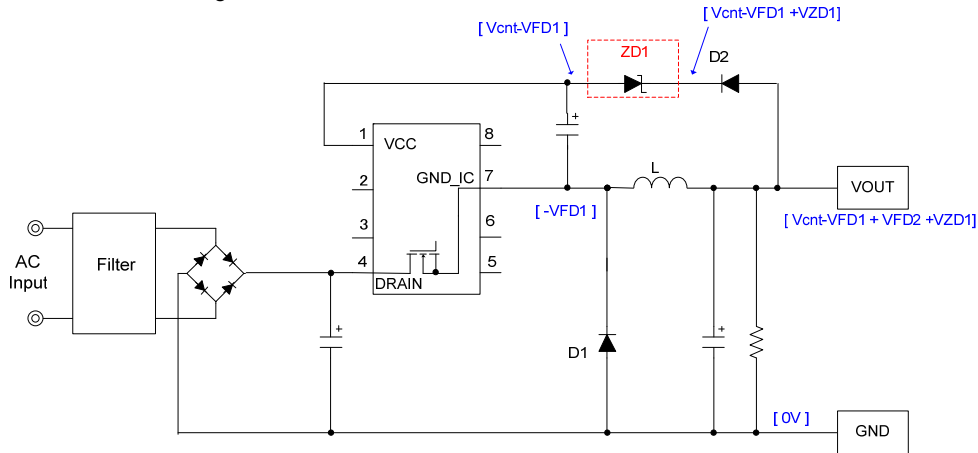 [ Vcnt-VFD1 +VZD1]
[ Vcnt-VFD1 ]
ZD1
D2
1
VCC
8
2
GND_IC
7
L
VOUT
[ -VFD1 ]
[ Vcnt-VFD1 + VFD2 +VZD1]
3
6
AC
Input
Filter
4
DRAIN
5
+
+
+
D1
[ 0V ]
GND